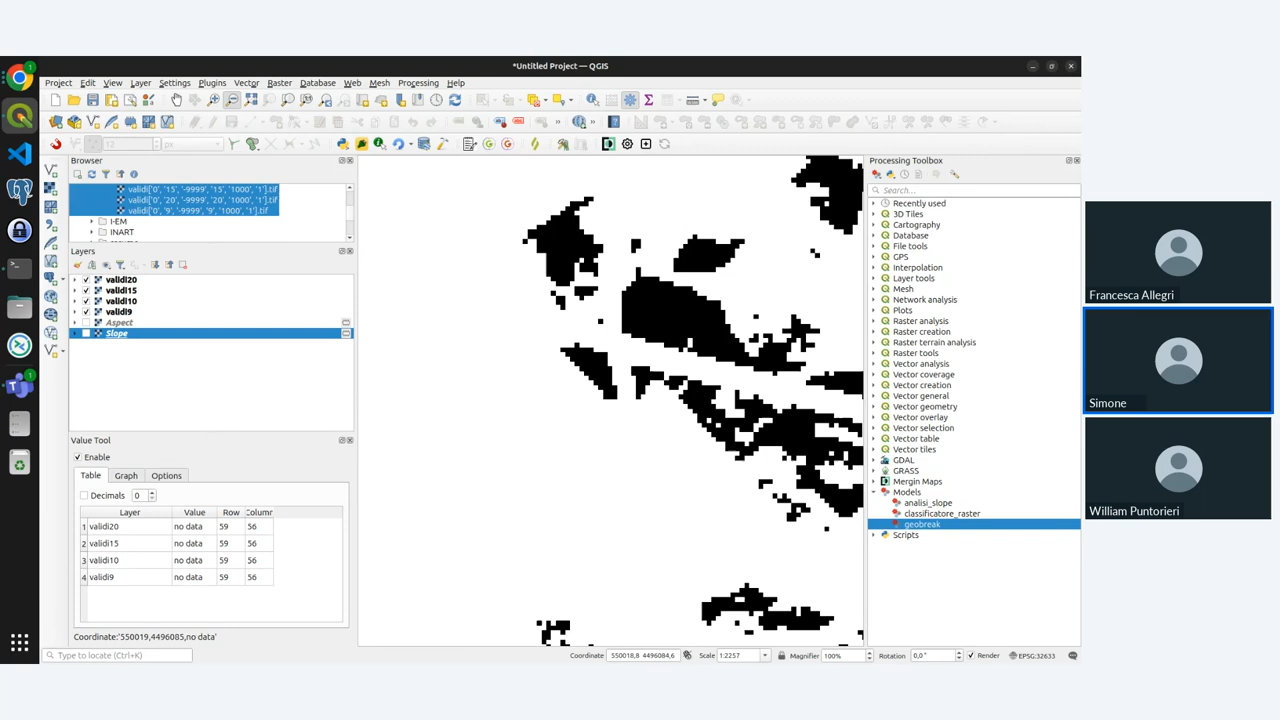 *Untitled Project — QGIS
Project Edit View Layer Settings Plugins Vector Raster Database Web Mesh Processing Help
Browser
validi['0', '15', '-9999', '15', '1000', '1'].tif
validi['0', '20', '-9999', '20', '1000', '1'].tif
validi['0', '9', '-9999', '9', '1000', '1'].tif
I-EM
INART
Layers
validi20
validi15
validi10
validi9
Aspect
Slope
Value Tool
Enable
Table Graph Options
Decimals 0
Layer Value Row Column
1 validi20 no data 59 56
2 validi15 no data 59 56
3 validi10 no data 59 56
4 validi9 no data 59 56
Coordinate:'550019,4496085,no data'
Type to locate (Ctrl+K)
Coordinate 550018,8 4496084,6 Scale 1:2257 Magnifier 100% Rotation 0,0 ° Render EPSG:32633
Processing Toolbox
Search...
Recently used
3D Tiles
Cartography
Database
File tools
GPS
Interpolation
Layer tools
Mesh
Network analysis
Plots
Raster analysis
Raster creation
Raster terrain analysis
Raster tools
Vector analysis
Vector coverage
Vector creation
Vector general
Vector geometry
Vector overlay
Vector selection
Vector table
Vector tiles
GDAL
GRASS
Mergin Maps
Models
analisi_slope
classificatore_raster
geobreak
Scripts
Francesca Allegri
Simone
William Puntorieri